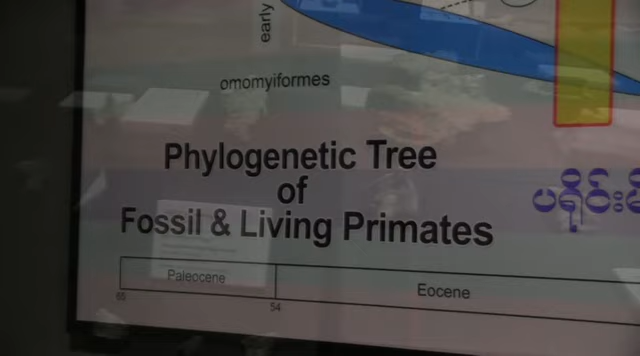 early
omomyiformes
Phylogenetic Tree
of
Fossil & Living Primates
Paleocene
Eocene
65
54